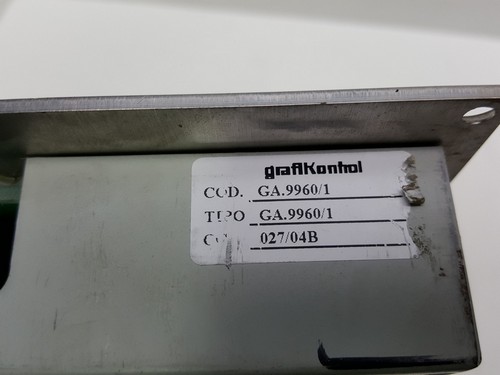 grafikontrol
COD. GA.9960/1
TIPO GA.9960/1
027/04B